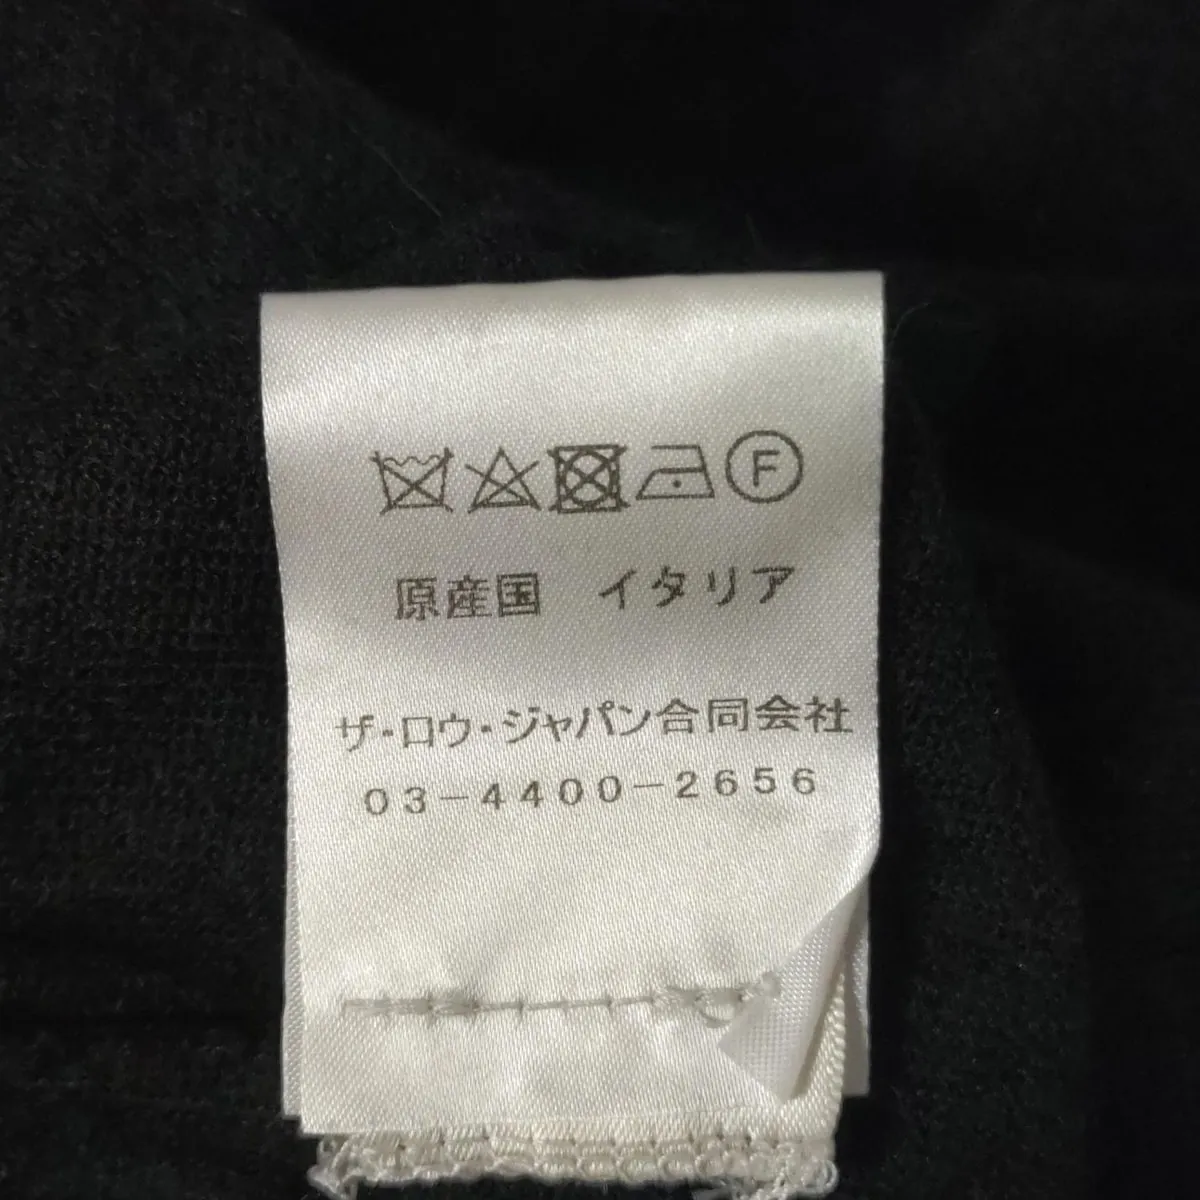 F
原産国 イタリア
ザ・ロウ・ジャパン合同会社
03-4400-2656